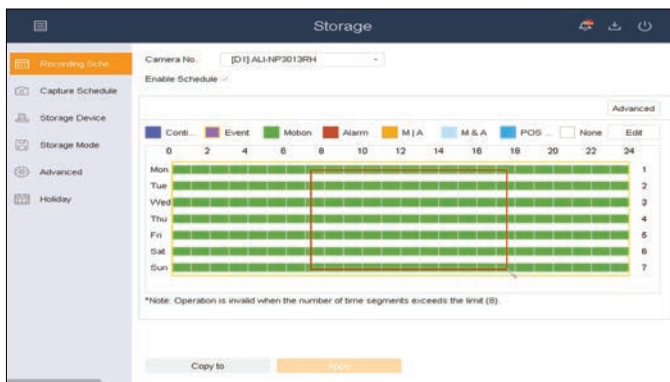 Storage
Recording Sche...
Capture Schedule
Storage Device
Storage Mode
Advanced
Holiday
Camera No. [D1] ALI-NP3013RH
Enable Schedule
Advanced
Conti... Event Motion Alarm M | A M & A POS ... None Edit
0 2 4 6 8 10 12 14 16 18 20 22 24
Mon 1
Tue 2
Wed 3
Thu 4
Fri 5
Sat 6
Sun 7
*Note: Operation is invalid when the number of time segments exceeds the limit (8).
Copy to Apply